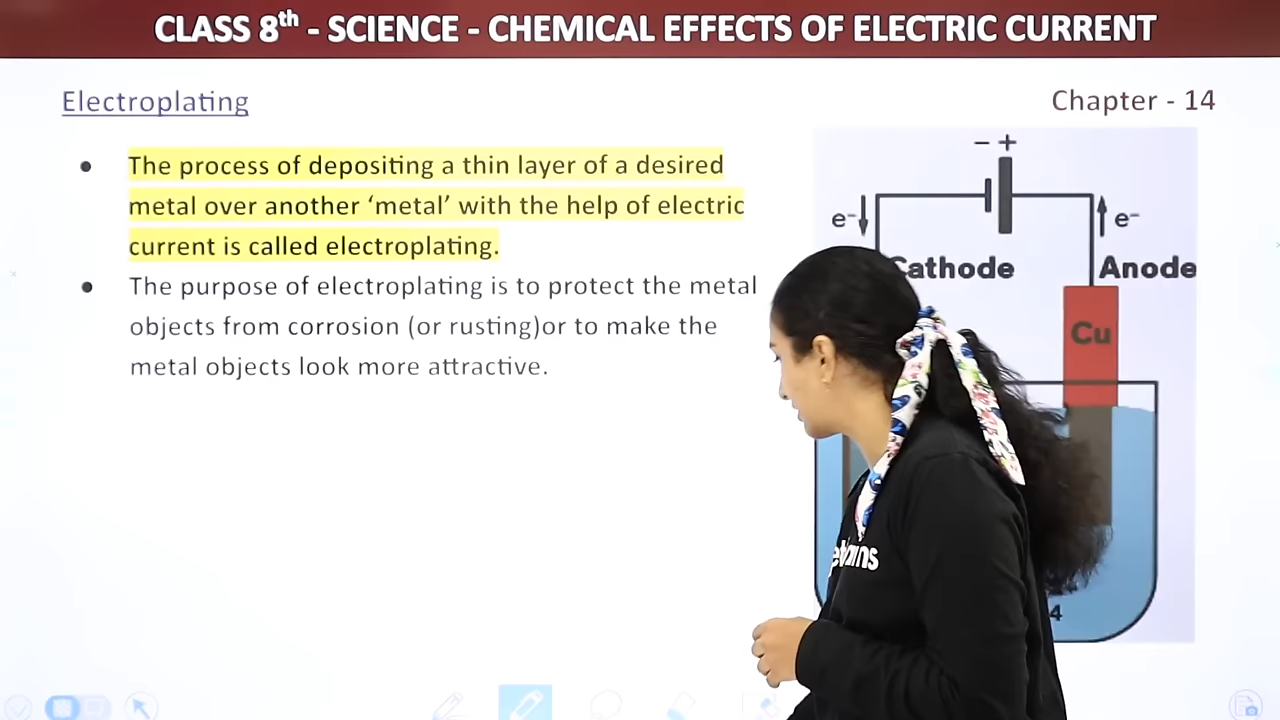 CLASS 8th - SCIENCE - CHEMICAL EFFECTS OF ELECTRIC CURRENT
Electroplating
Chapter - 14
• The process of depositing a thin layer of a desired
metal over another ‘metal’ with the help of electric
current is called electroplating.
• The purpose of electroplating is to protect the metal
objects from corrosion (or rusting)or to make the
metal objects look more attractive.
− +
e⁻
e⁻
Cathode
Anode
Cu
4